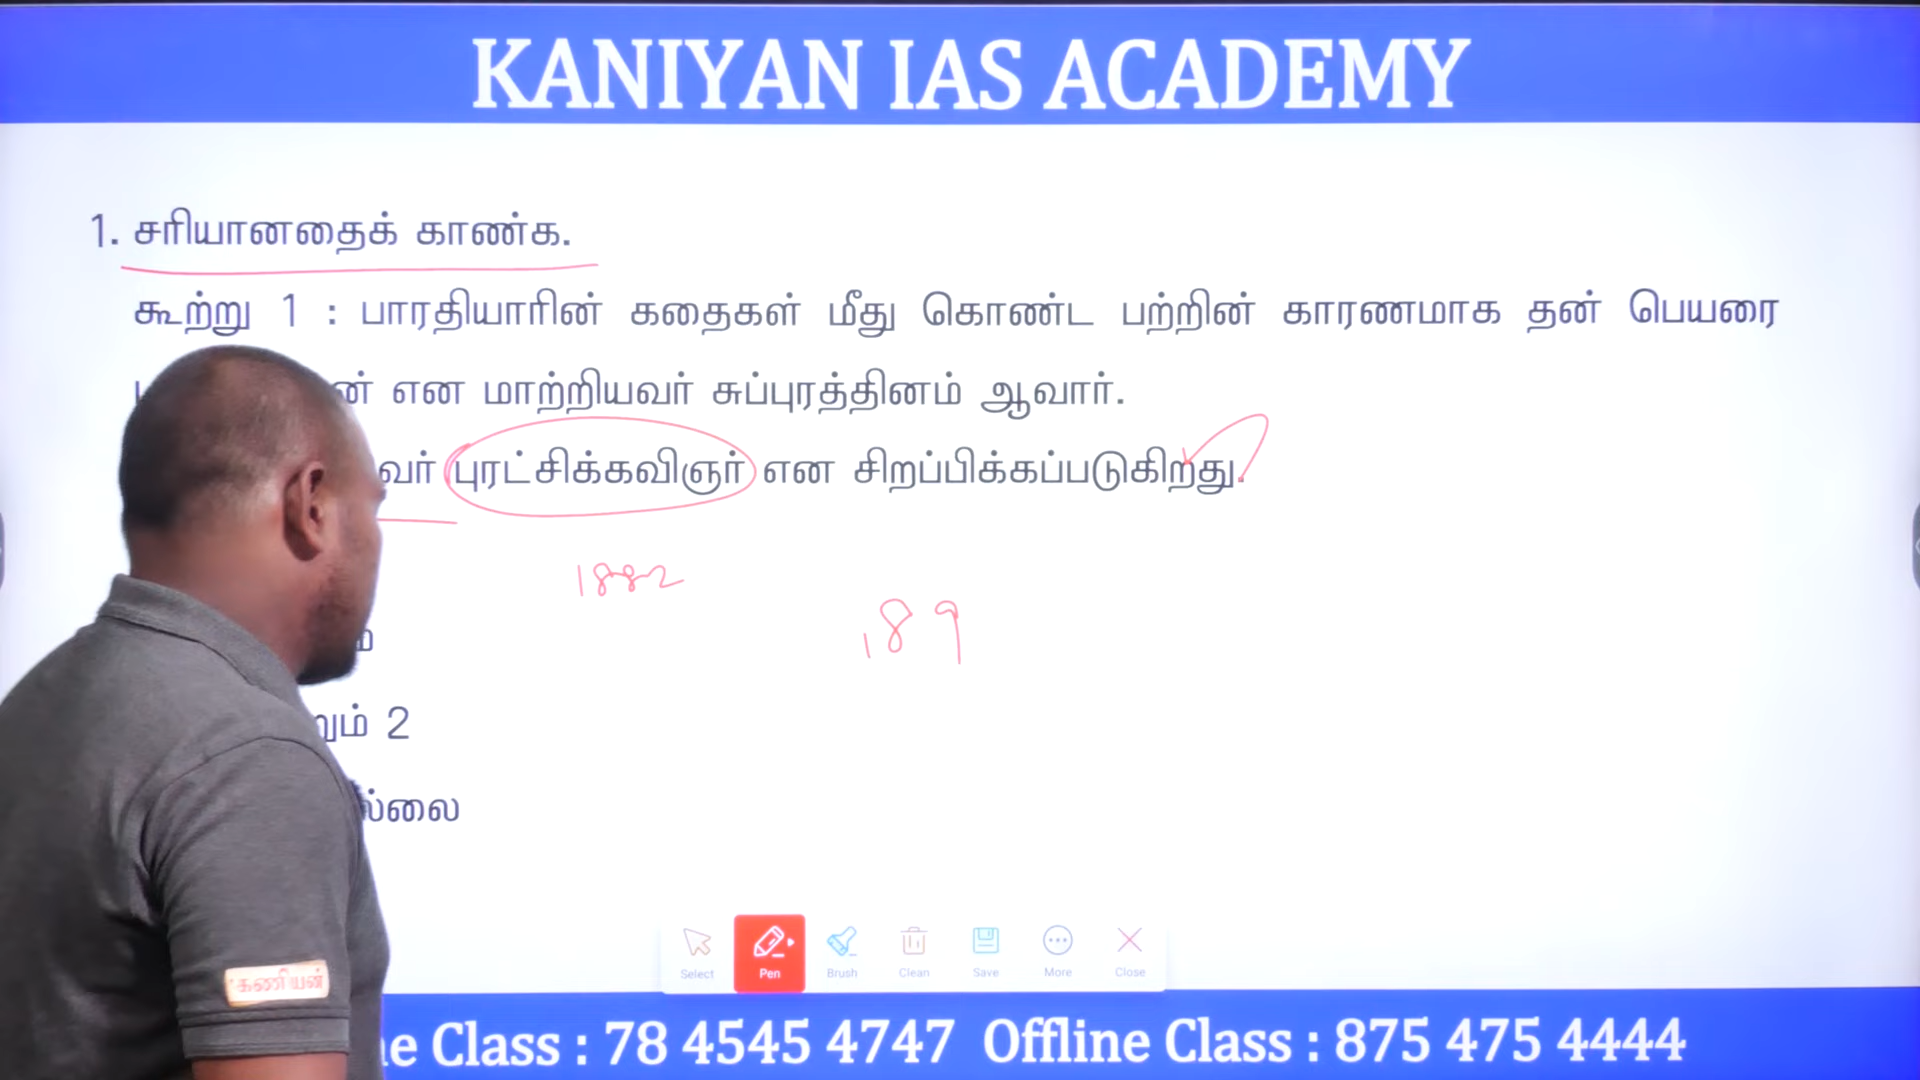 KANIYAN IAS ACADEMY
1. சரியானதைக் காண்க.
கூற்று 1 : பாரதியாரின் கதைகள் மீது கொண்ட பற்றின் காரணமாக தன் பெயரை
என மாற்றியவர் சுப்புரத்தினம் ஆவார்.
புரட்சிக்கவிஞர் என சிறப்பிக்கப்படுகிறது.
1882
189
2
Select Pen Brush Clean Save More Close
கணியன்
Class : 78 4545 4747 Offline Class : 875 475 4444